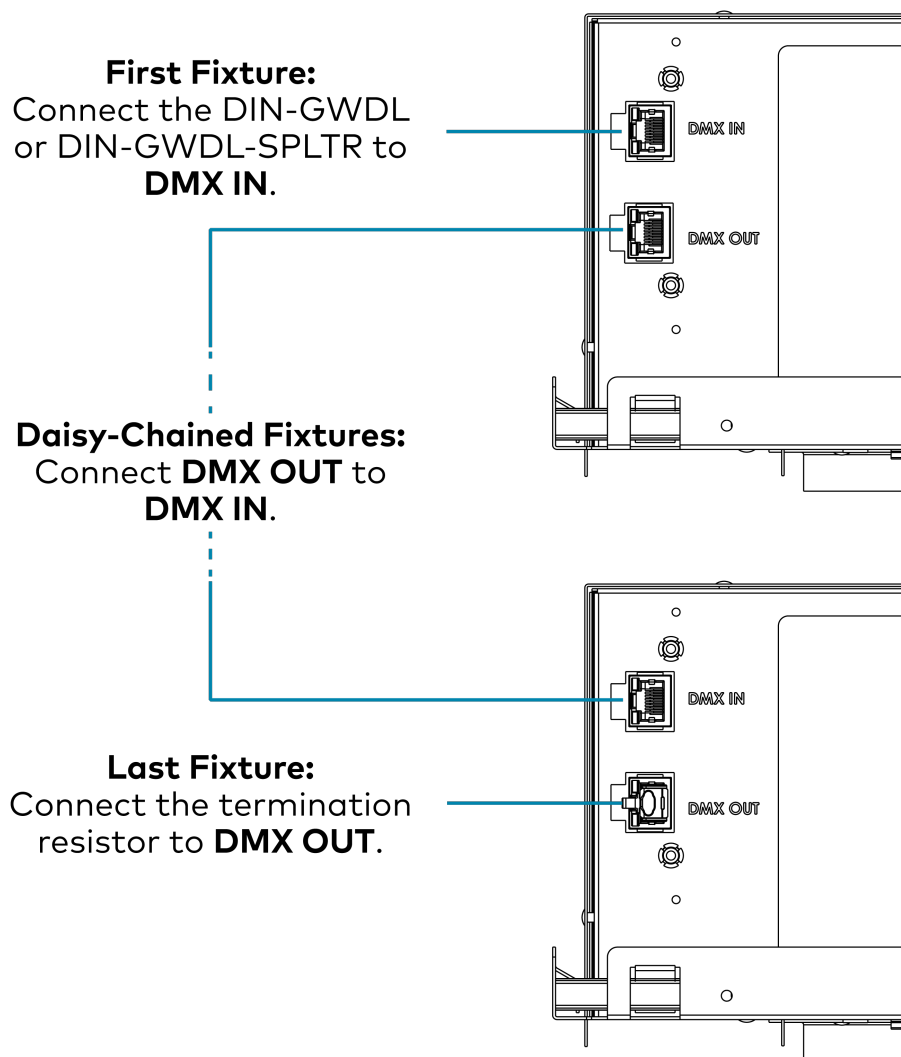 First Fixture:
Connect the DIN-GWDL
or DIN-GWDL-SPLTR to
DMX IN.
DMX IN
DMX OUT
Daisy-Chained Fixtures:
Connect DMX OUT to
DMX IN.
DMX IN
Last Fixture:
Connect the termination
resistor to DMX OUT.
DMX OUT